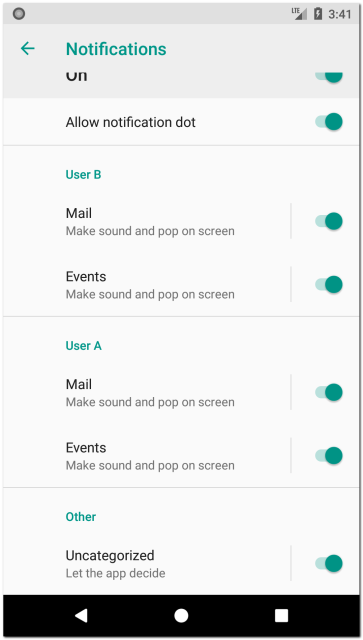 LTE 3:41
Notifications
On
Allow notification dot
User B
Mail
Make sound and pop on screen
Events
Make sound and pop on screen
User A
Mail
Make sound and pop on screen
Events
Make sound and pop on screen
Other
Uncategorized
Let the app decide